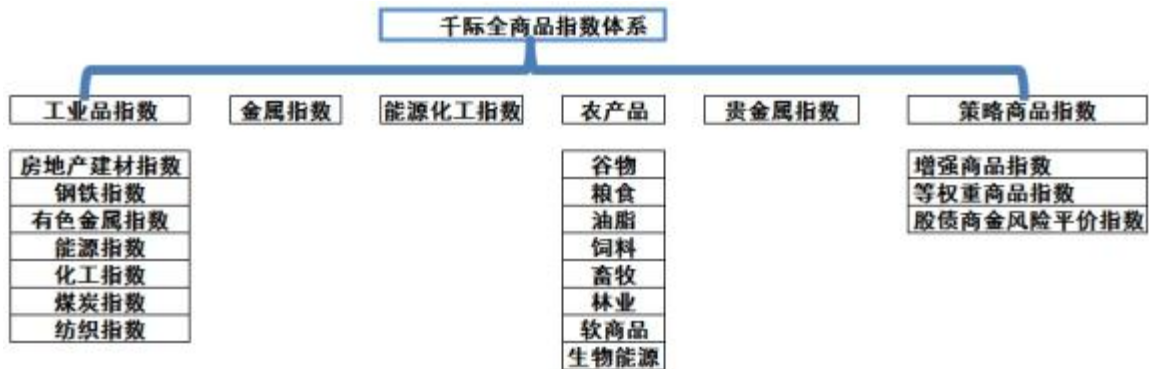 千际全商品指数体系
工业品指数 金属指数 能源化工指数 农产品 贵金属指数 策略商品指数
房地产建材指数 谷物 增强商品指数
钢铁指数 粮食 等权重商品指数
有色金属指数 油脂 股债商金风险平价指数
能源指数 饲料
化工指数 畜牧
煤炭指数 林业
纺织指数 软商品
生物能源